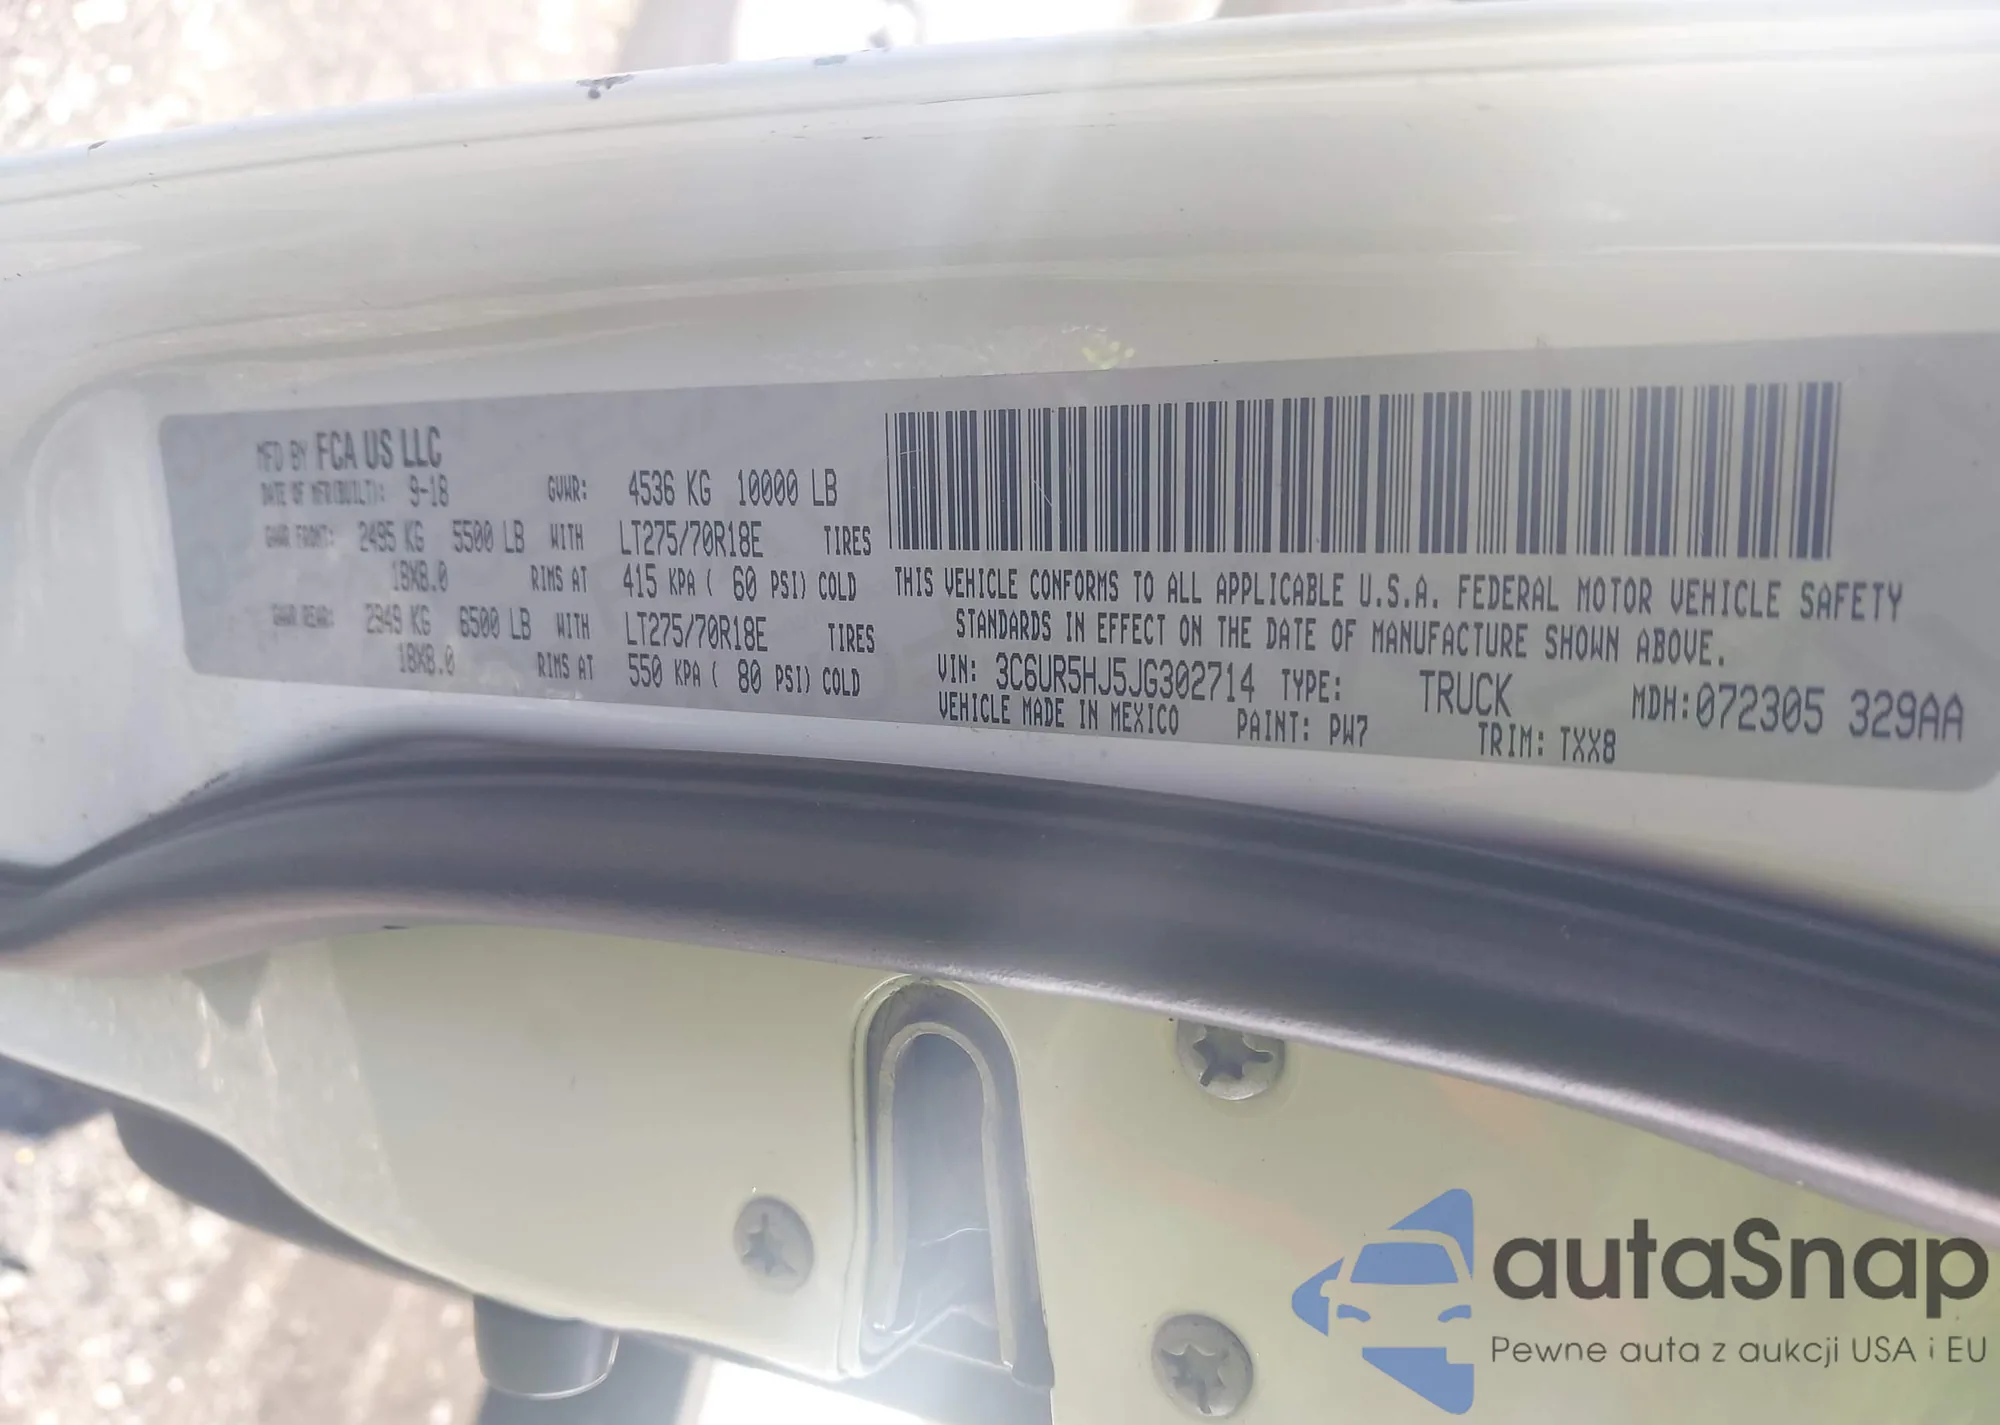 MFD BY FCA US LLC
DATE OF MFR(BUILT): 9-18 GVWR: 4536 KG 10000 LB
GAWR FRONT: 2495 KG 5500 LB WITH LT275/70R18E TIRES
18X8.0 RIMS AT 415 KPA ( 60 PSI) COLD
GAWR REAR: 2949 KG 6500 LB WITH LT275/70R18E TIRES
18X8.0 RIMS AT 550 KPA ( 80 PSI) COLD
THIS VEHICLE CONFORMS TO ALL APPLICABLE U.S.A. FEDERAL MOTOR VEHICLE SAFETY
STANDARDS IN EFFECT ON THE DATE OF MANUFACTURE SHOWN ABOVE.
VIN: 3C6UR5HJ5JG302714 TYPE: TRUCK MDH:072305 329AA
VEHICLE MADE IN MEXICO PAINT: PW7 TRIM: TXX8
autaSnap
Pewne auta z aukcji USA i EU